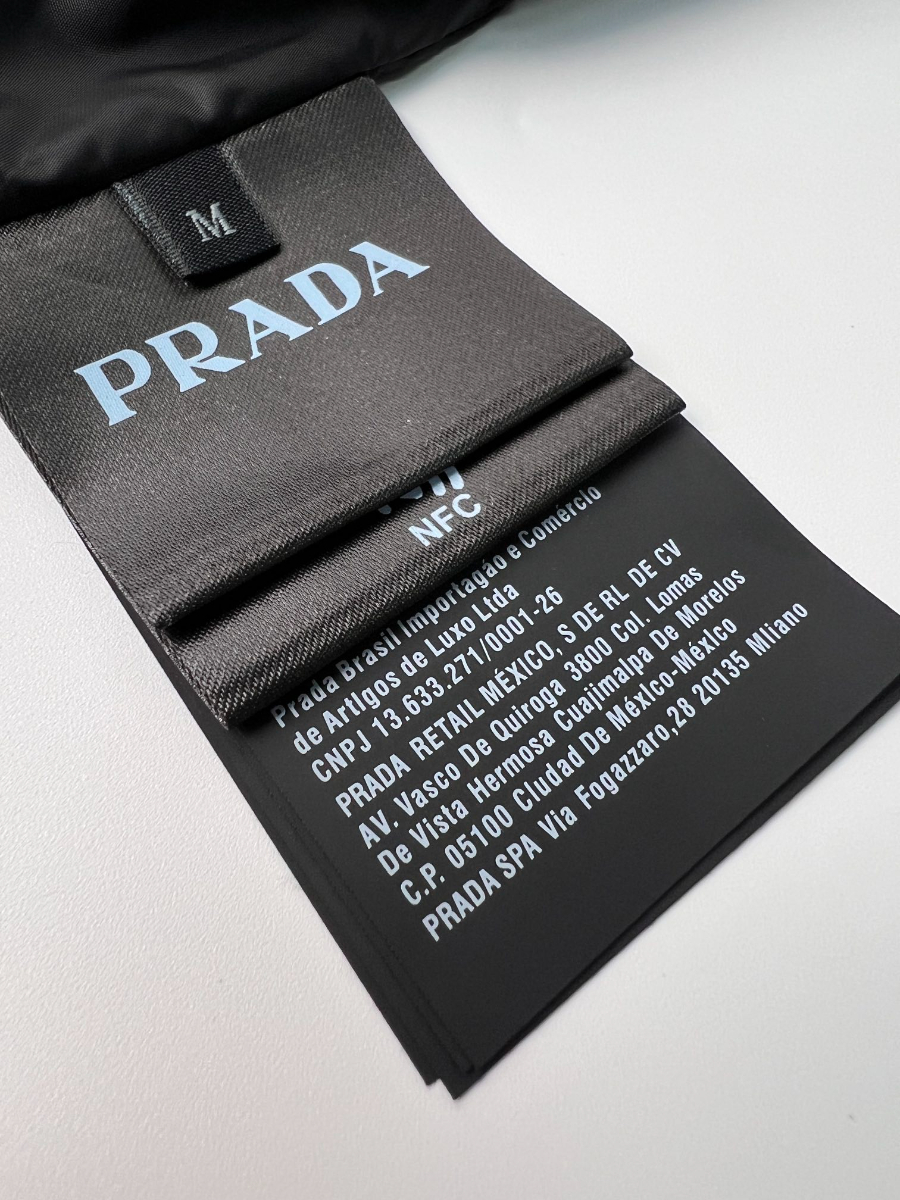 M
PRADA
NFC
Prada Brasil Importagáo e Comércio
de Artigos de Luxo Ltda
CNPJ 13.633.271/0001-26
PRADA RETAIL MÉXICO, S DE RL DE CV
AV. Vasco De Quiroga 3800 Col. Lomas
De Vista Hermosa Cuajimalpa De Morelos
C.P. 05100 Ciudad De MéxIco-MéxIco
PRADA SPA Via Fogazzaro,28 20135 MIiano